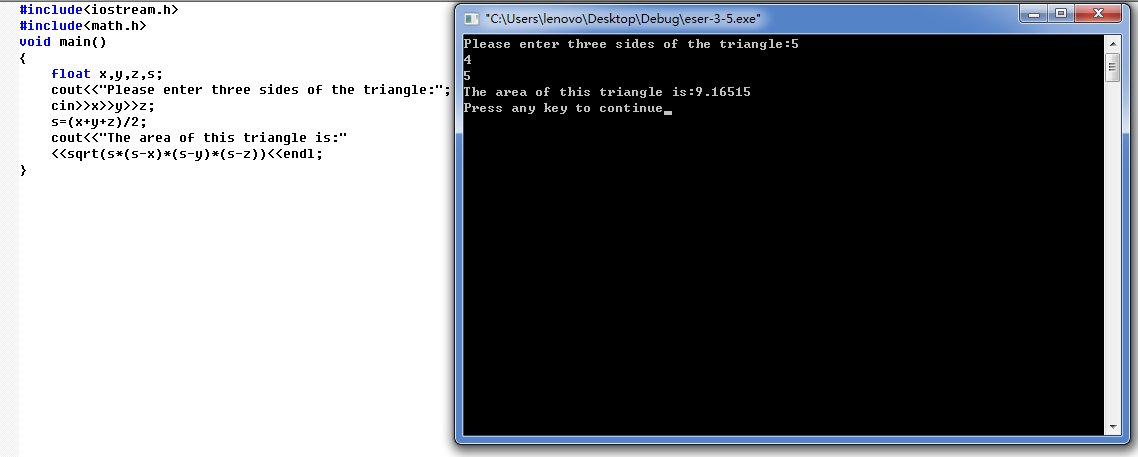 #include<iostream.h>
#include<math.h>
void main()
{
    float x,y,z,s;
    cout<<"Please enter three sides of the triangle:";
    cin>>x>>y>>z;
    s=(x+y+z)/2;
    cout<<"The area of this triangle is:"
    <<sqrt(s*(s-x)*(s-y)*(s-z))<<endl;
}
"C:\Users\lenovo\Desktop\Debug\eser-3-5.exe"
Please enter three sides of the triangle:5
4
5
The area of this triangle is:9.16515
Press any key to continue_